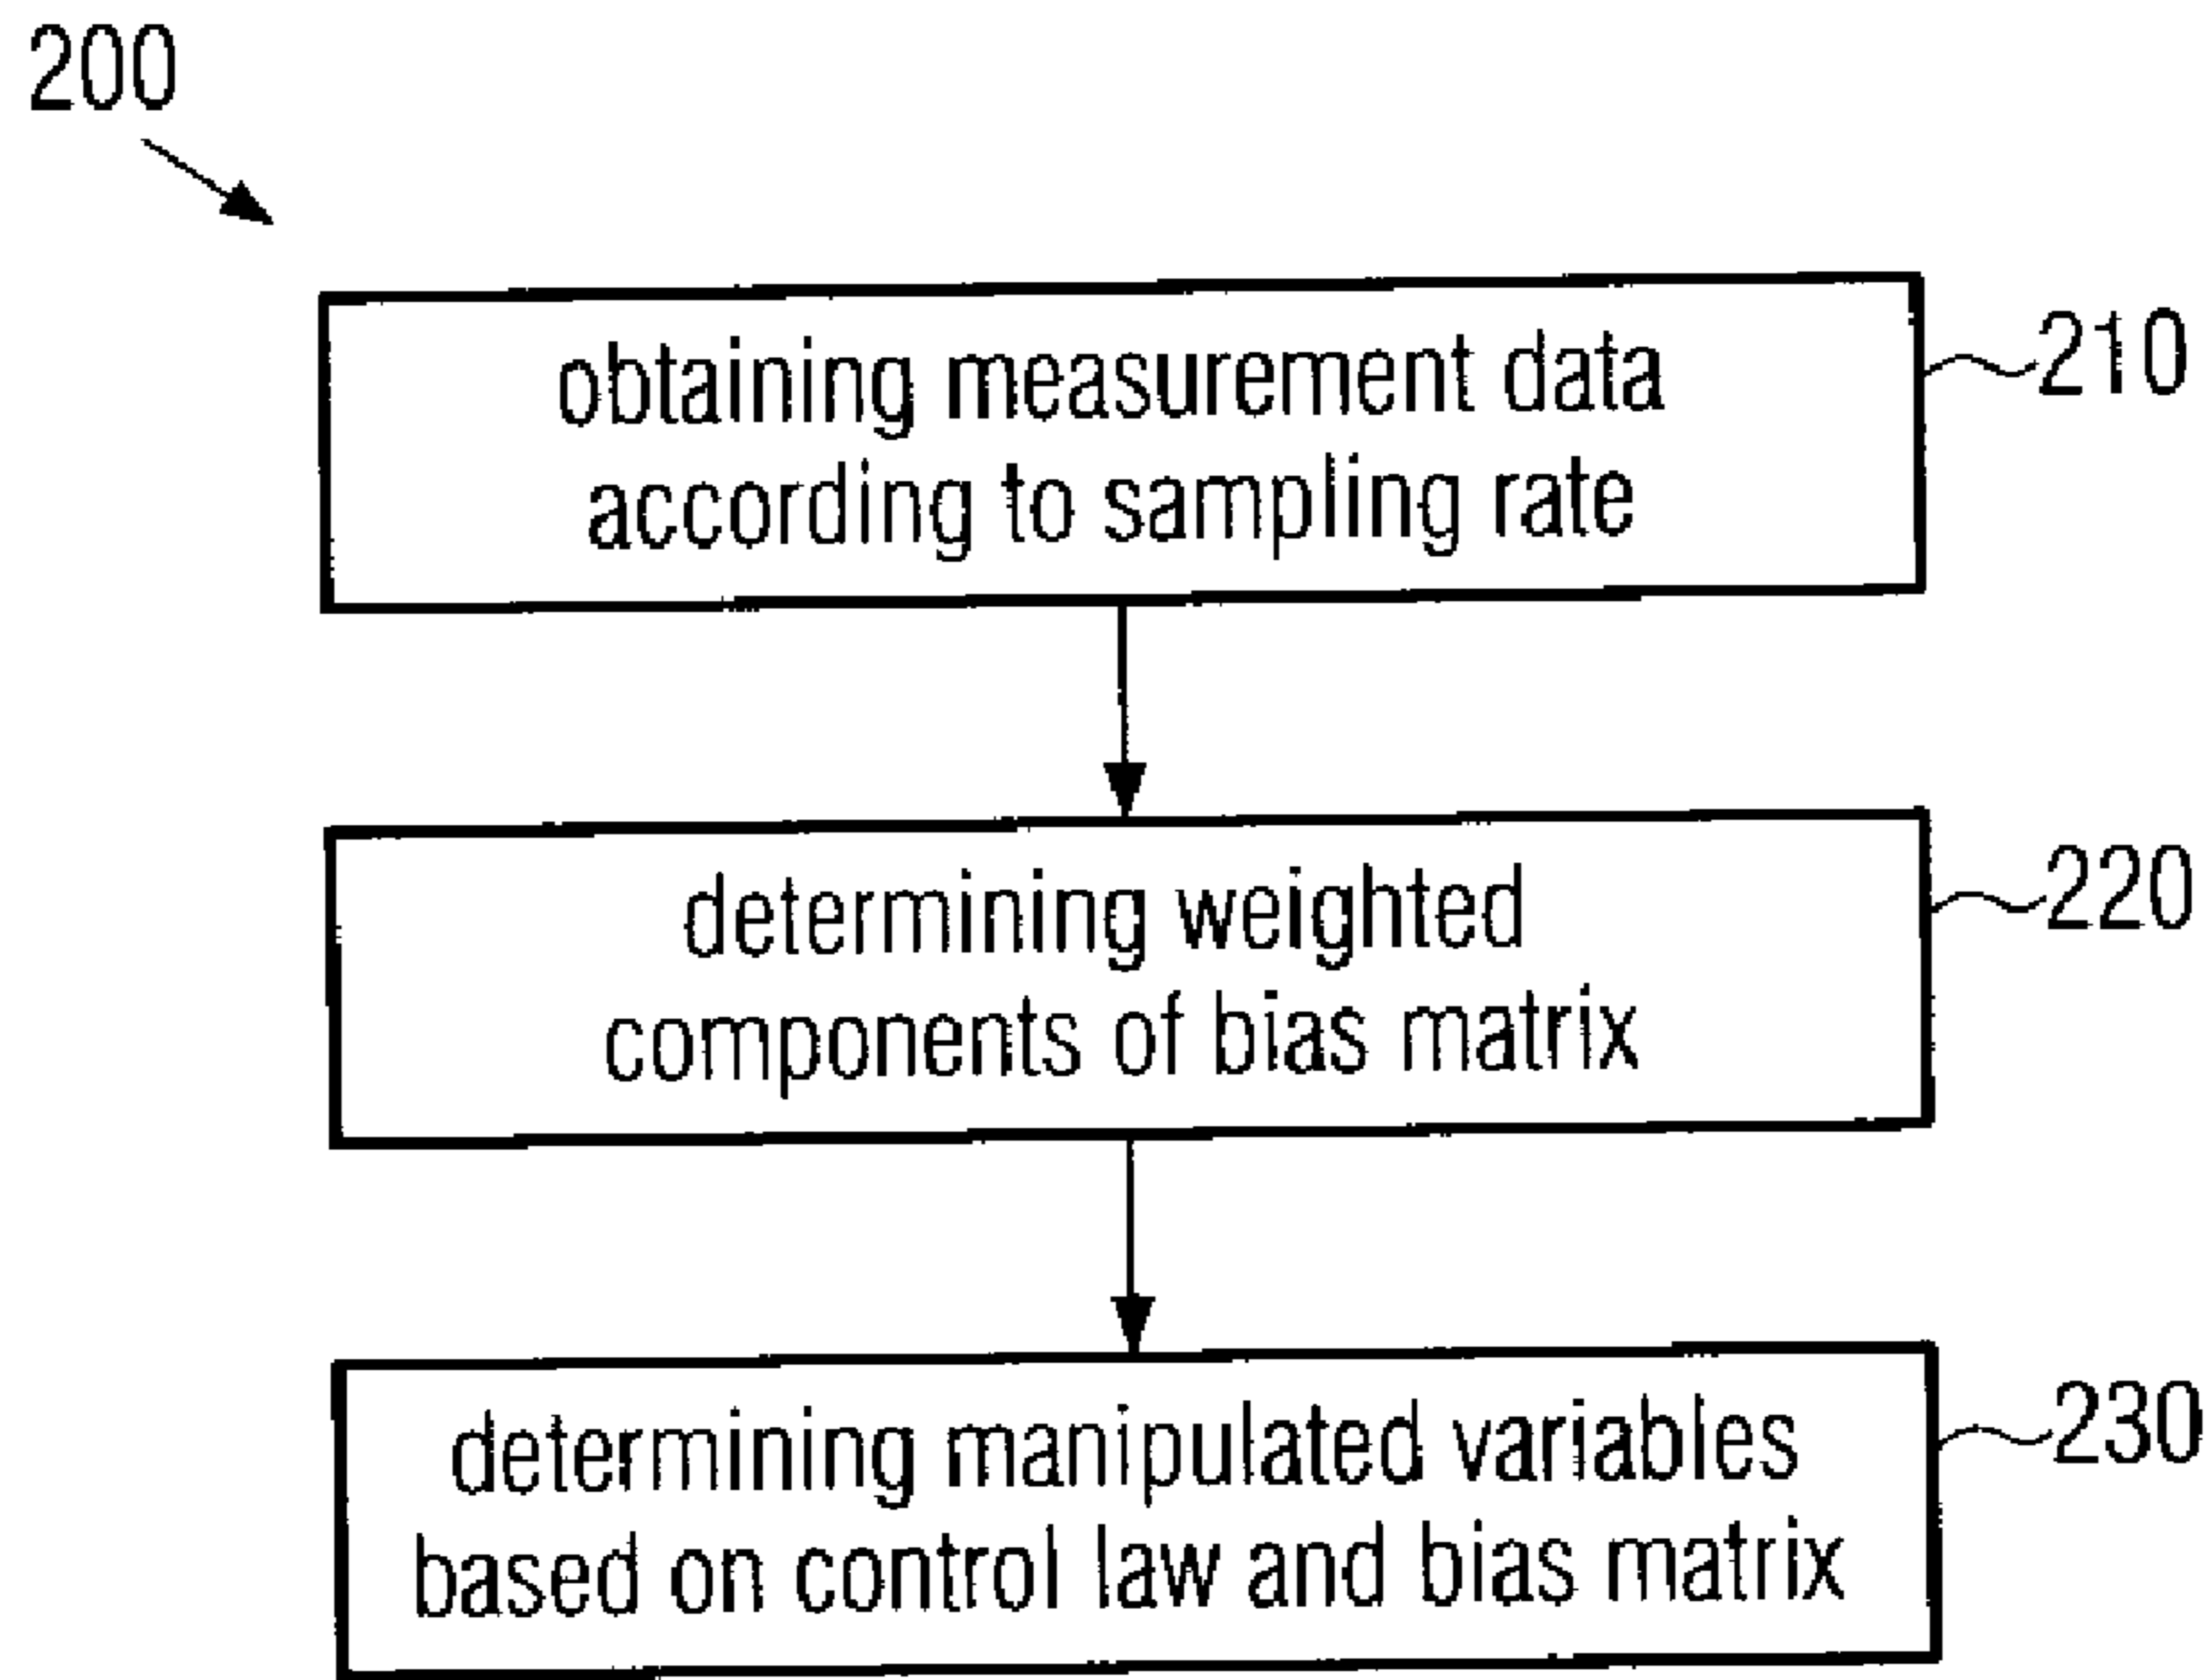 200
obtaining measurement data
according to sampling rate
210
determining weighted
components of bias matrix
220
determining manipulated variables
based on control law and bias matrix
230